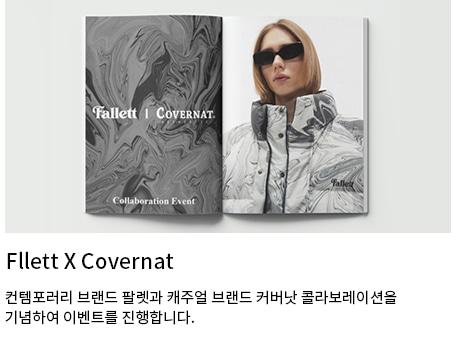 Fallett | COVERNAT.
Collaboration Event
Fallett
Fllett X Covernat
컨템포러리 브랜드 팔렛과 캐주얼 브랜드 커버낫 콜라보레이션을
기념하여 이벤트를 진행합니다.